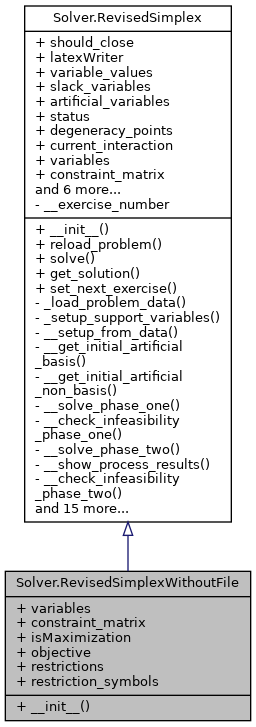 Solver.RevisedSimplex
+ should_close
+ latexWriter
+ variable_values
+ slack_variables
+ artificial_variables
+ status
+ degeneracy_points
+ current_interaction
+ variables
+ constraint_matrix
and 6 more...
- __exercise_number
+ __init__()
+ reload_problem()
+ solve()
+ get_solution()
+ set_next_exercise()
- _load_problem_data()
- _setup_support_variables()
- __setup_from_data()
- __get_initial_artificial
_basis()
- __get_initial_artificial
_non_basis()
- __solve_phase_one()
- __check_infeasibility
_phase_one()
- __solve_phase_two()
- __show_process_results()
- __check_infeasibility
_phase_two()
and 15 more...
Solver.RevisedSimplexWithoutFile
+ variables
+ constraint_matrix
+ isMaximization
+ objective
+ restrictions
+ restriction_symbols
+ __init__()